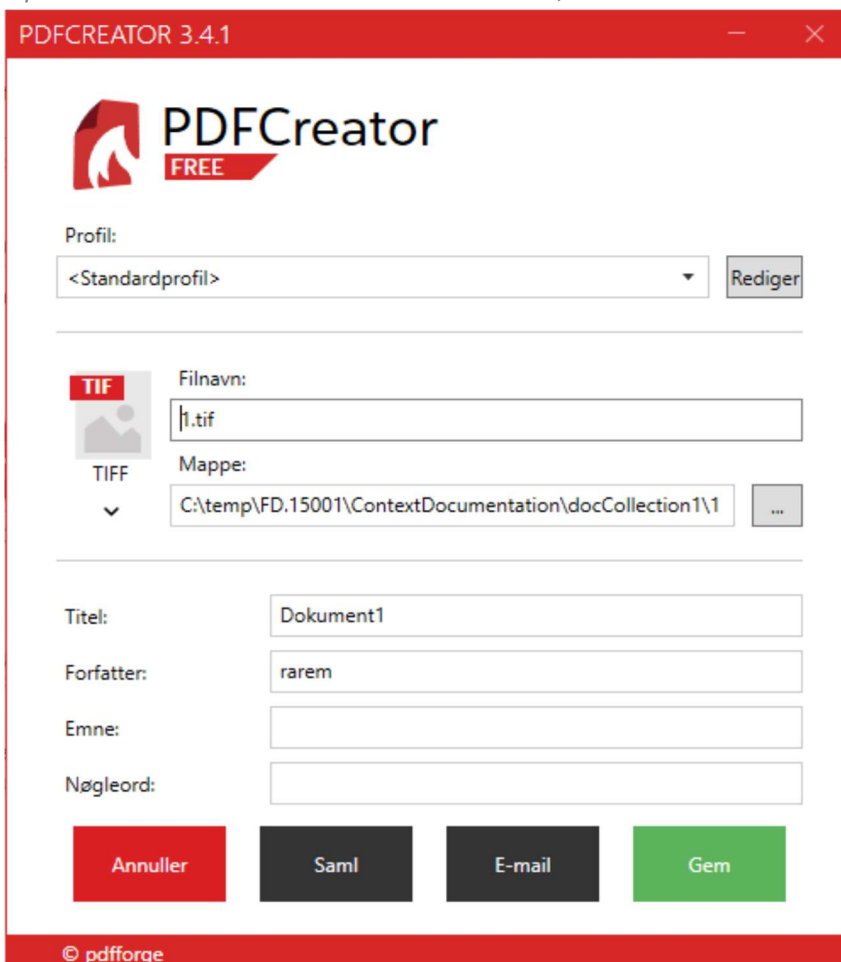 PDFCREATOR 3.4.1
PDFCreator
FREE
Profil:
<Standardprofil>
Rediger
TIF
TIFF
Filnavn:
1.tif
Mappe:
C:\temp\FD.15001\ContextDocumentation\docCollection1\1
...
Titel:
Dokument1
Forfatter:
rarem
Emne:
Nøgleord:
Annuller
Saml
E-mail
Gem
© pdfforge